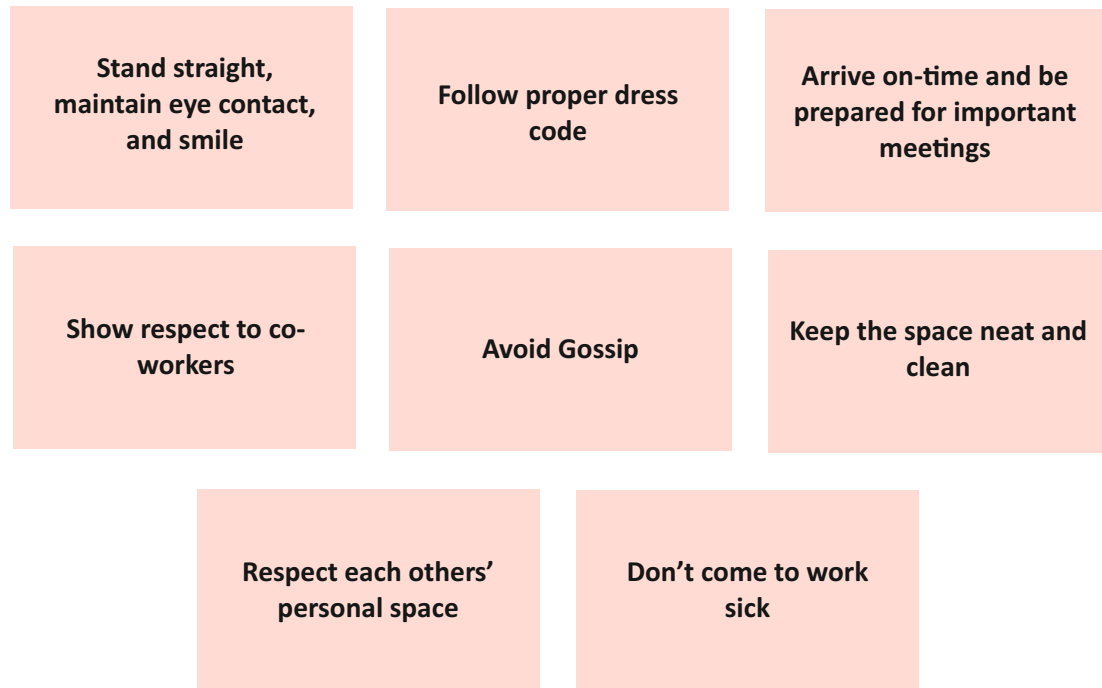 Stand straight,
maintain eye contact,
and smile
Follow proper dress
code
Arrive on-time and be
prepared for important
meetings
Show respect to co-
workers
Avoid Gossip
Keep the space neat and
clean
Respect each others’
personal space
Don’t come to work
sick